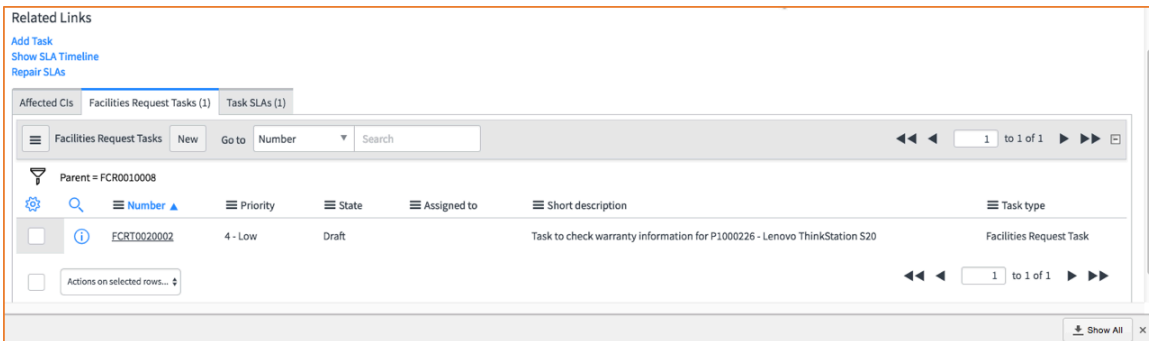 Related Links
Add Task
Show SLA Timeline
Repair SLAs
Affected CIs Facilities Request Tasks (1) Task SLAs (1)
Facilities Request Tasks New Go to Number Search 1 to 1 of 1
Parent = FCR0010008
Number Priority State Assigned to Short description Task type
FCRT0020002 4 - Low Draft Task to check warranty information for P1000226 - Lenovo ThinkStation S20 Facilities Request Task
Actions on selected rows... 1 to 1 of 1
Show All